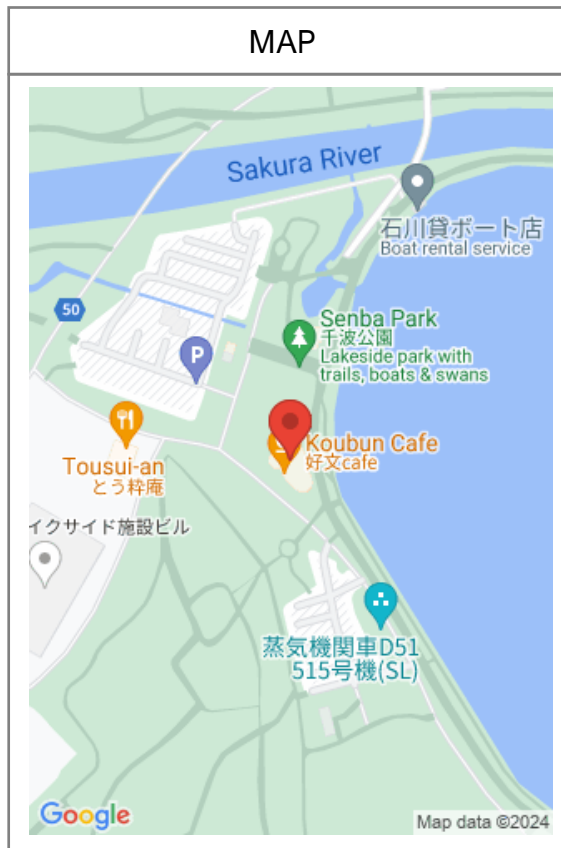 MAP
Sakura River
石川貸ボート店
Boat rental service
50
Senba Park
千波公園
Lakeside park with
trails, boats & swans
P
Koubun Cafe
好文cafe
Tousui-an
とう粋庵
イクサイド施設ビル
蒸気機関車D51
515号機(SL)
Google
Map data ©2024